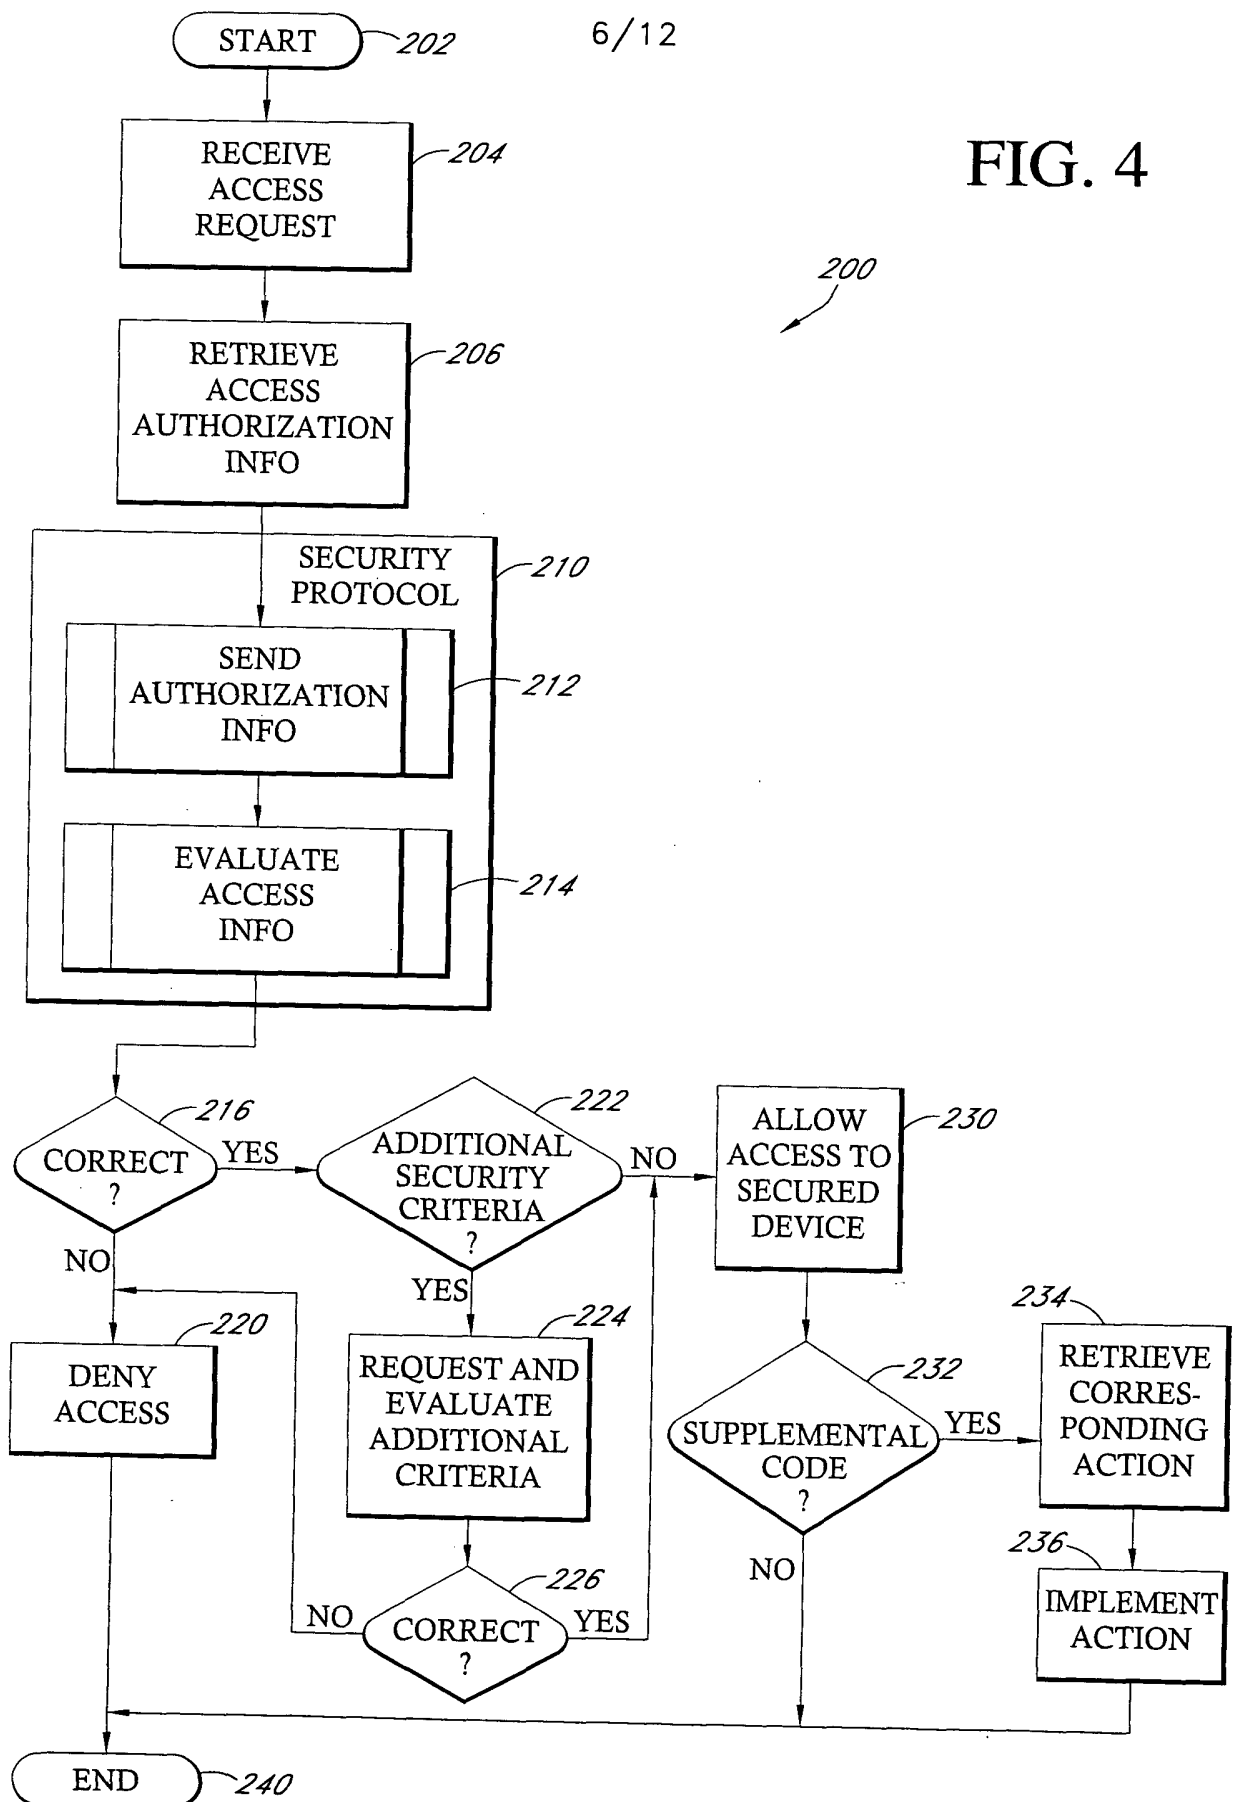 6/12
FIG. 4
200
START
202
RECEIVE
ACCESS
REQUEST
204
RETRIEVE
ACCESS
AUTHORIZATION
INFO
206
SECURITY
PROTOCOL
210
SEND
AUTHORIZATION
INFO
212
EVALUATE
ACCESS
INFO
214
CORRECT
?
216
YES
NO
DENY
ACCESS
220
ADDITIONAL
SECURITY
CRITERIA
?
222
NO
YES
REQUEST AND
EVALUATE
ADDITIONAL
CRITERIA
224
CORRECT
?
226
NO
YES
ALLOW
ACCESS TO
SECURED
DEVICE
230
SUPPLEMENTAL
CODE
?
232
YES
NO
RETRIEVE
CORRES-
PONDING
ACTION
234
IMPLEMENT
ACTION
236
END
240